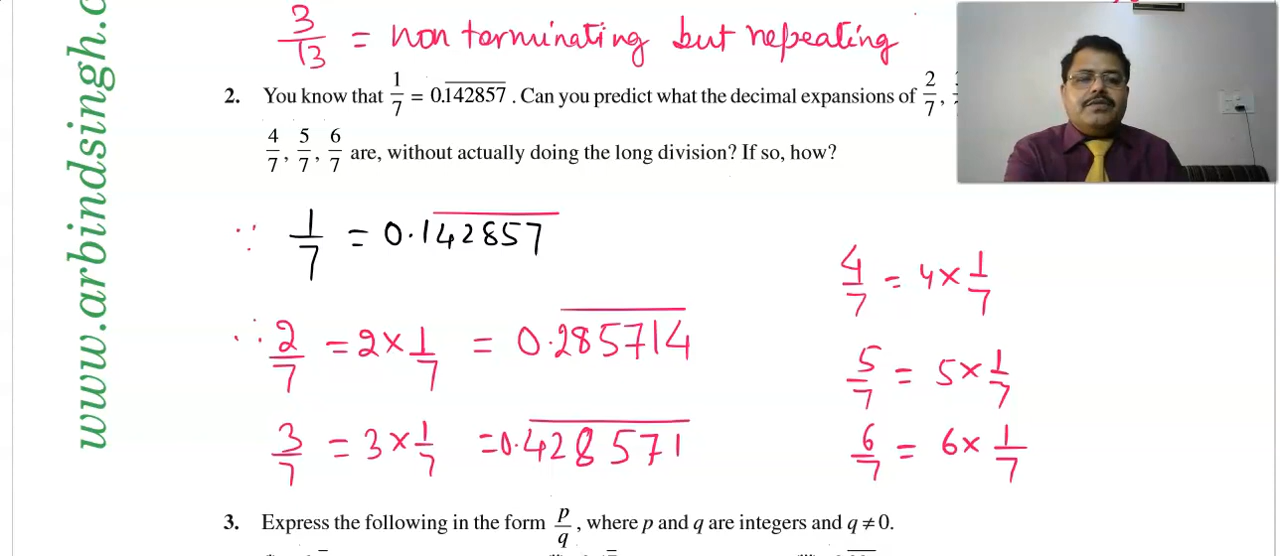 www.arbindsingh.c
3/13 = non terminating but repeating
2. You know that 1/7 = 0.\overline{142857}. Can you predict what the decimal expansions of 2/7,
4/7, 5/7, 6/7 are, without actually doing the long division? If so, how?
∵ 1/7 = 0.\overline{142857}
∴ 2/7 = 2 × 1/7 = 0.\overline{285714}
3/7 = 3 × 1/7 = 0.\overline{428571}
4/7 = 4 × 1/7
5/7 = 5 × 1/7
6/7 = 6 × 1/7
3. Express the following in the form p/q, where p and q are integers and q ≠ 0.